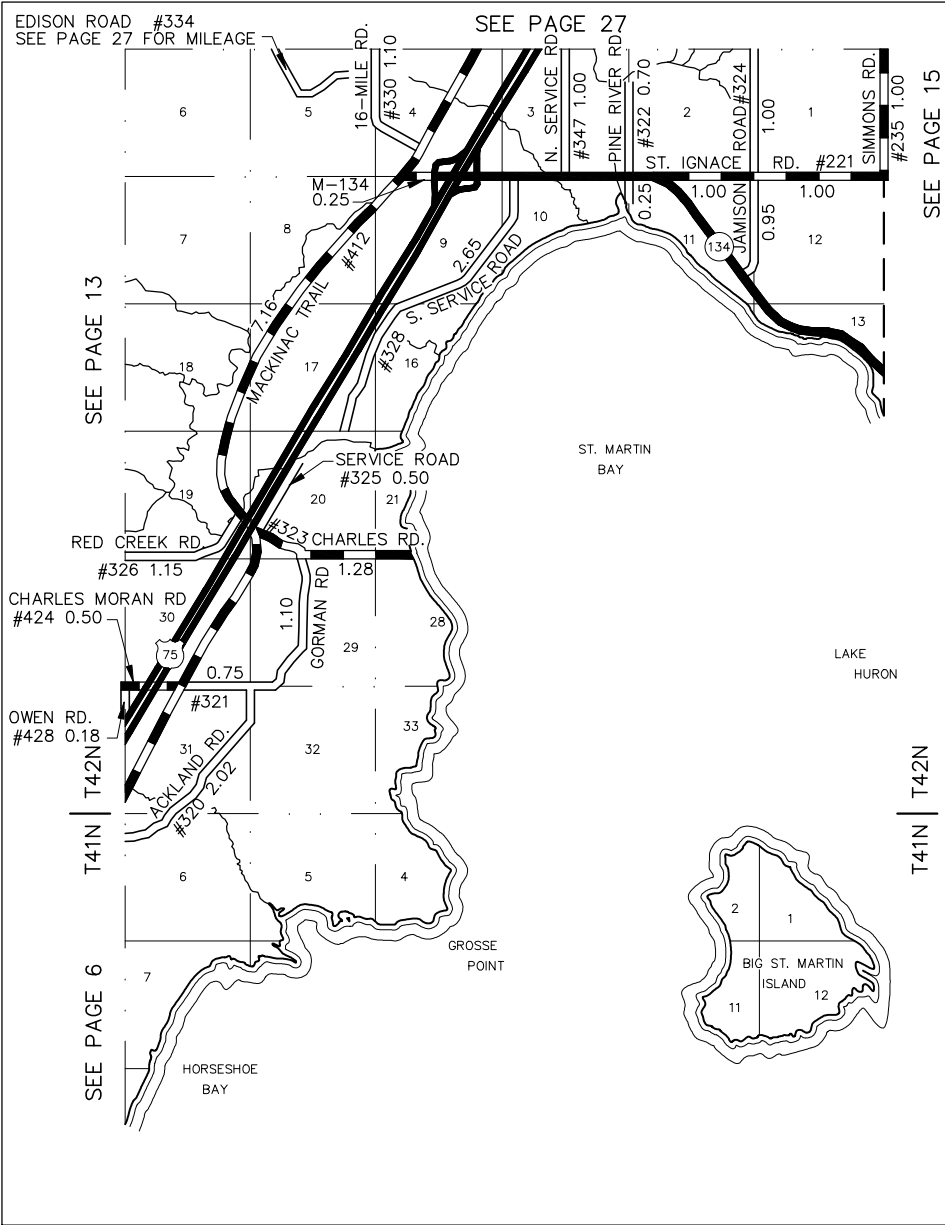 EDISON ROAD #334
SEE PAGE 27 FOR MILEAGE
SEE PAGE 27
SEE PAGE 15
SEE PAGE 13
SEE PAGE 6
16-MILE RD.
#330 1.10
N. SERVICE RD.
#347 1.00
PINE RIVER RD.
#322 0.70
JAMISON ROAD #324
1.00
SIMMONS RD.
#235 1.00
6
5
4
3
2
1
M-134
0.25
ST. IGNACE RD. #221
1.00
1.00
0.25
0.95
134
7
8
9
10
11
12
13
#412
MACKINAC TRAIL
7.16
2.65
S. SERVICE ROAD
#328
18
17
16
ST. MARTIN
BAY
SERVICE ROAD
#325 0.50
19
20
21
#323
CHARLES RD.
1.28
RED CREEK RD.
#326 1.15
CHARLES MORAN RD
#424 0.50
30
29
28
75
1.10
GORMAN RD
0.75
#321
LAKE
HURON
OWEN RD.
#428 0.18
31
32
33
ACKLAND RD.
#320 2.02
T41N | T42N
T41N | T42N
6
5
4
7
GROSSE
POINT
2
1
BIG ST. MARTIN
ISLAND
11
12
HORSESHOE
BAY